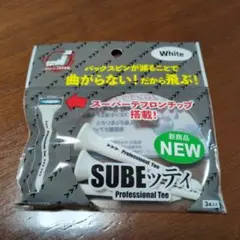 White
バックスピンが減ることで
曲がらない!だから飛ぶ!
スーパーテフロンチップ
搭載!
新商品
NEW
Professional Tee
SUBEッティ
Professional Tee